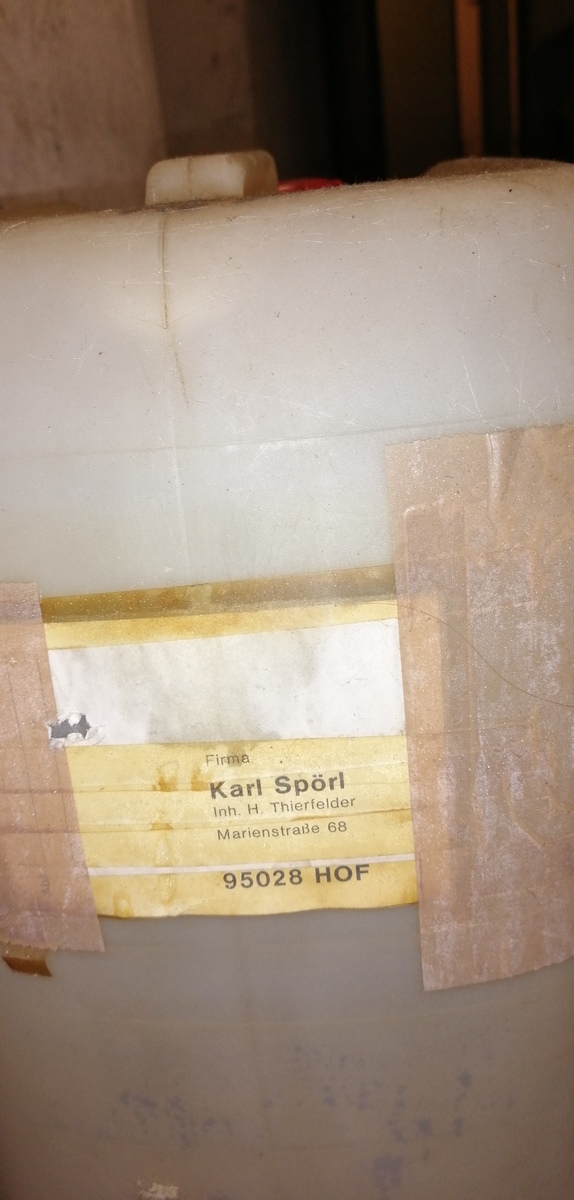 Firma
Karl Spörl
Inh. H. Thierfelder
Marienstraße 68
95028 HOF